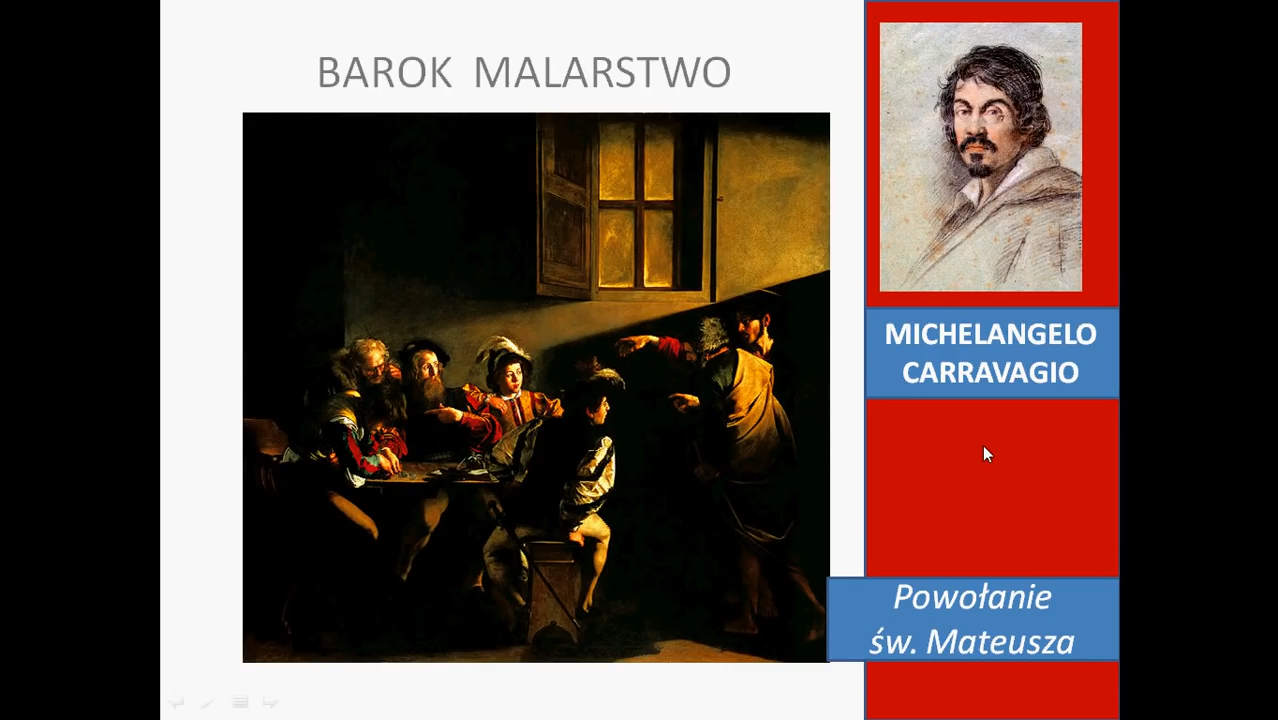 BAROK MALARSTWO
MICHELANGELO
CARRAVAGIO
Powołanie
św. Mateusza